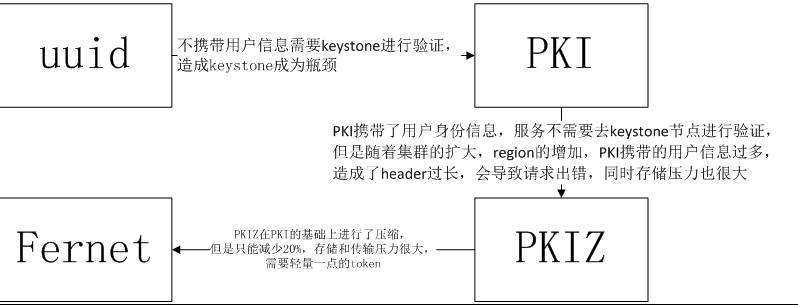 uuid
不携带用户信息需要keystone进行验证，
造成keystone成为瓶颈
PKI
PKI携带了用户身份信息，服务不需要去keystone节点进行验证，
但是随着集群的扩大，region的增加，PKI携带的用户信息过多，
造成了header过长，会导致请求出错，同时存储压力也很大
PKIZ
PKIZ在PKI的基础上进行了压缩，
但是只能减少20%，存储和传输压力很大，
需要轻量一点的token
Fernet